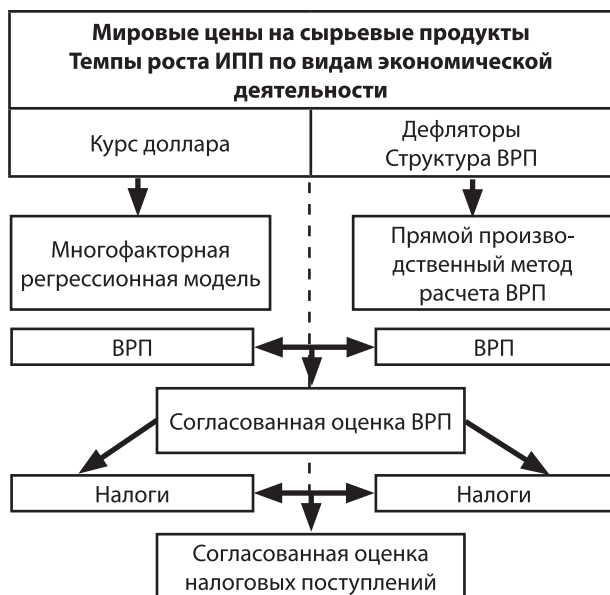 Мировые цены на сырьевые продукты
Темпы роста ИПП по видам экономической
деятельности
Курс доллара
Дефляторы
Структура ВРП
Многофакторная
регрессионная модель
Прямой произво-
дственный метод
расчета ВРП
ВРП
ВРП
Согласованная оценка ВРП
Налоги
Налоги
Согласованная оценка
налоговых поступлений